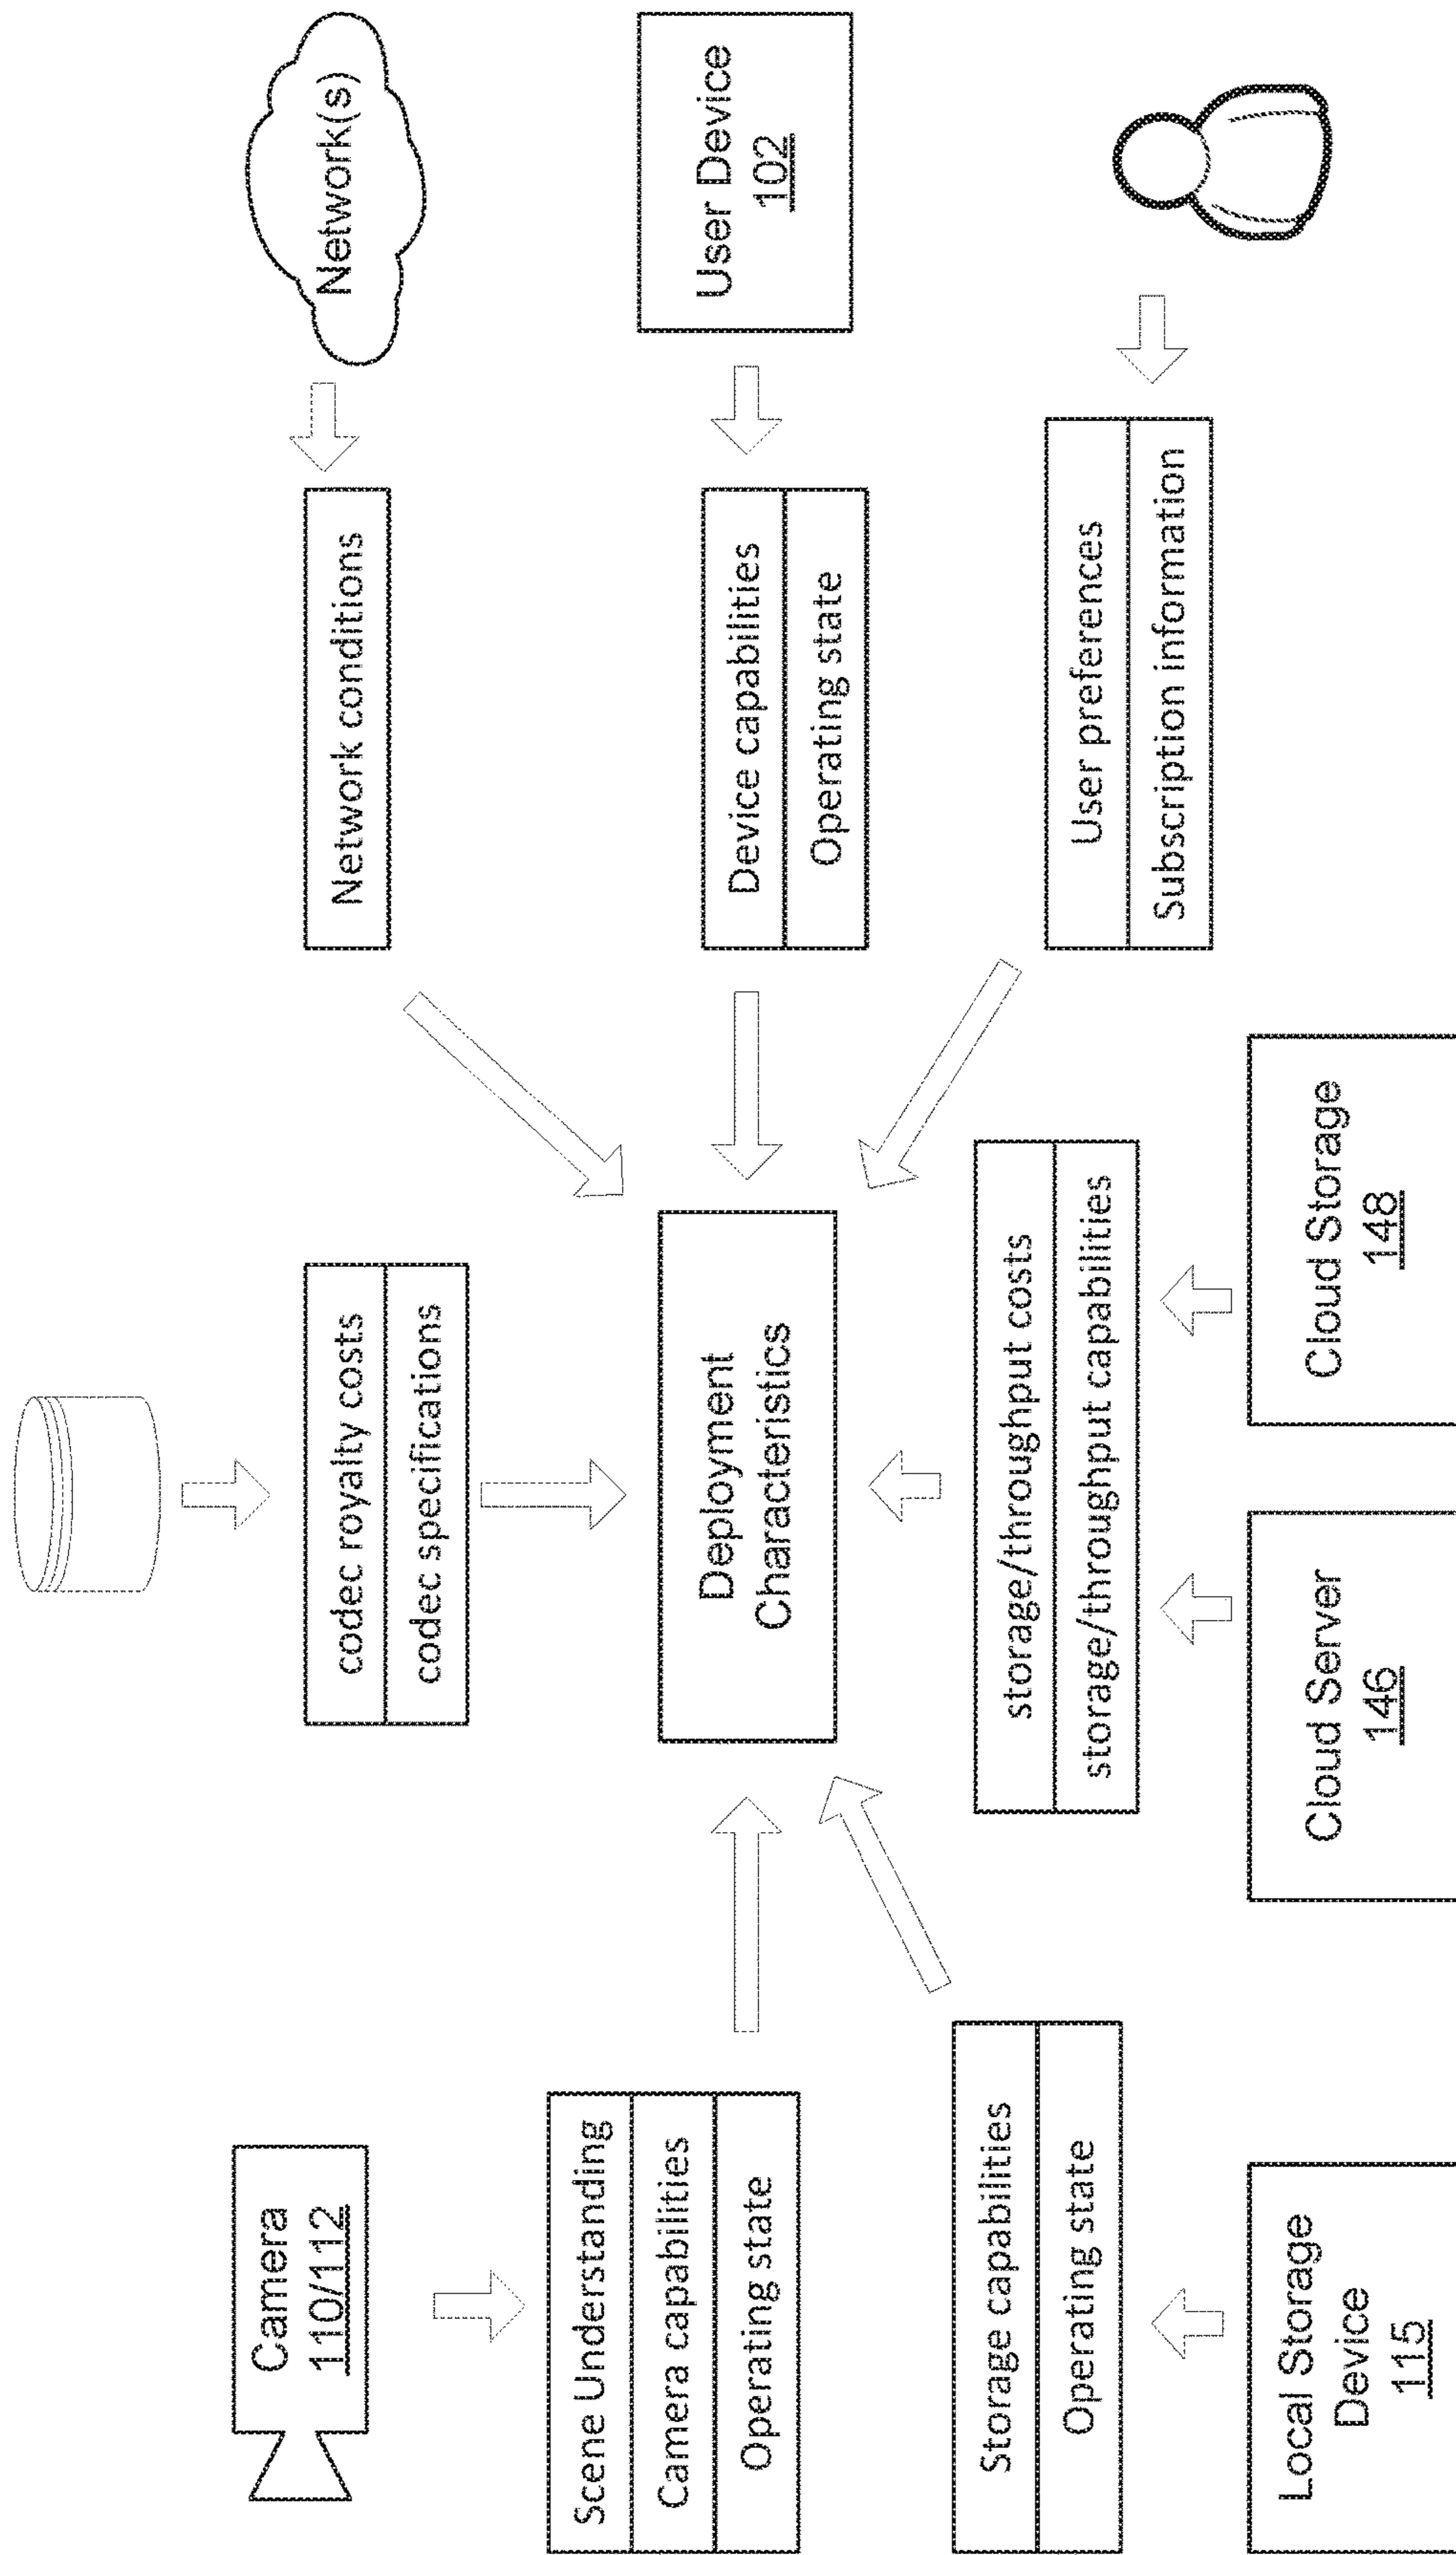 Camera
110/112
Scene Understanding
Camera capabilities
Operating state
Storage capabilities
Operating state
Local Storage
Device
115
codec royalty costs
codec specifications
Deployment
Characteristics
storage/throughput costs
storage/throughput capabilities
Cloud Server
146
Cloud Storage
148
Network(s)
Network conditions
User Device
102
Device capabilities
Operating state
User preferences
Subscription information